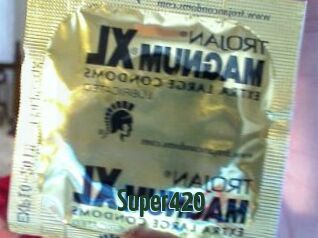 www.trojancondoms.com
TROJAN®
MAGNUM® XL
EXTRA LARGE CONDOMS
LUBRICATED
TROJAN®
MAGNUM® XL
EXTRA LARGE CONDOMS
Super420